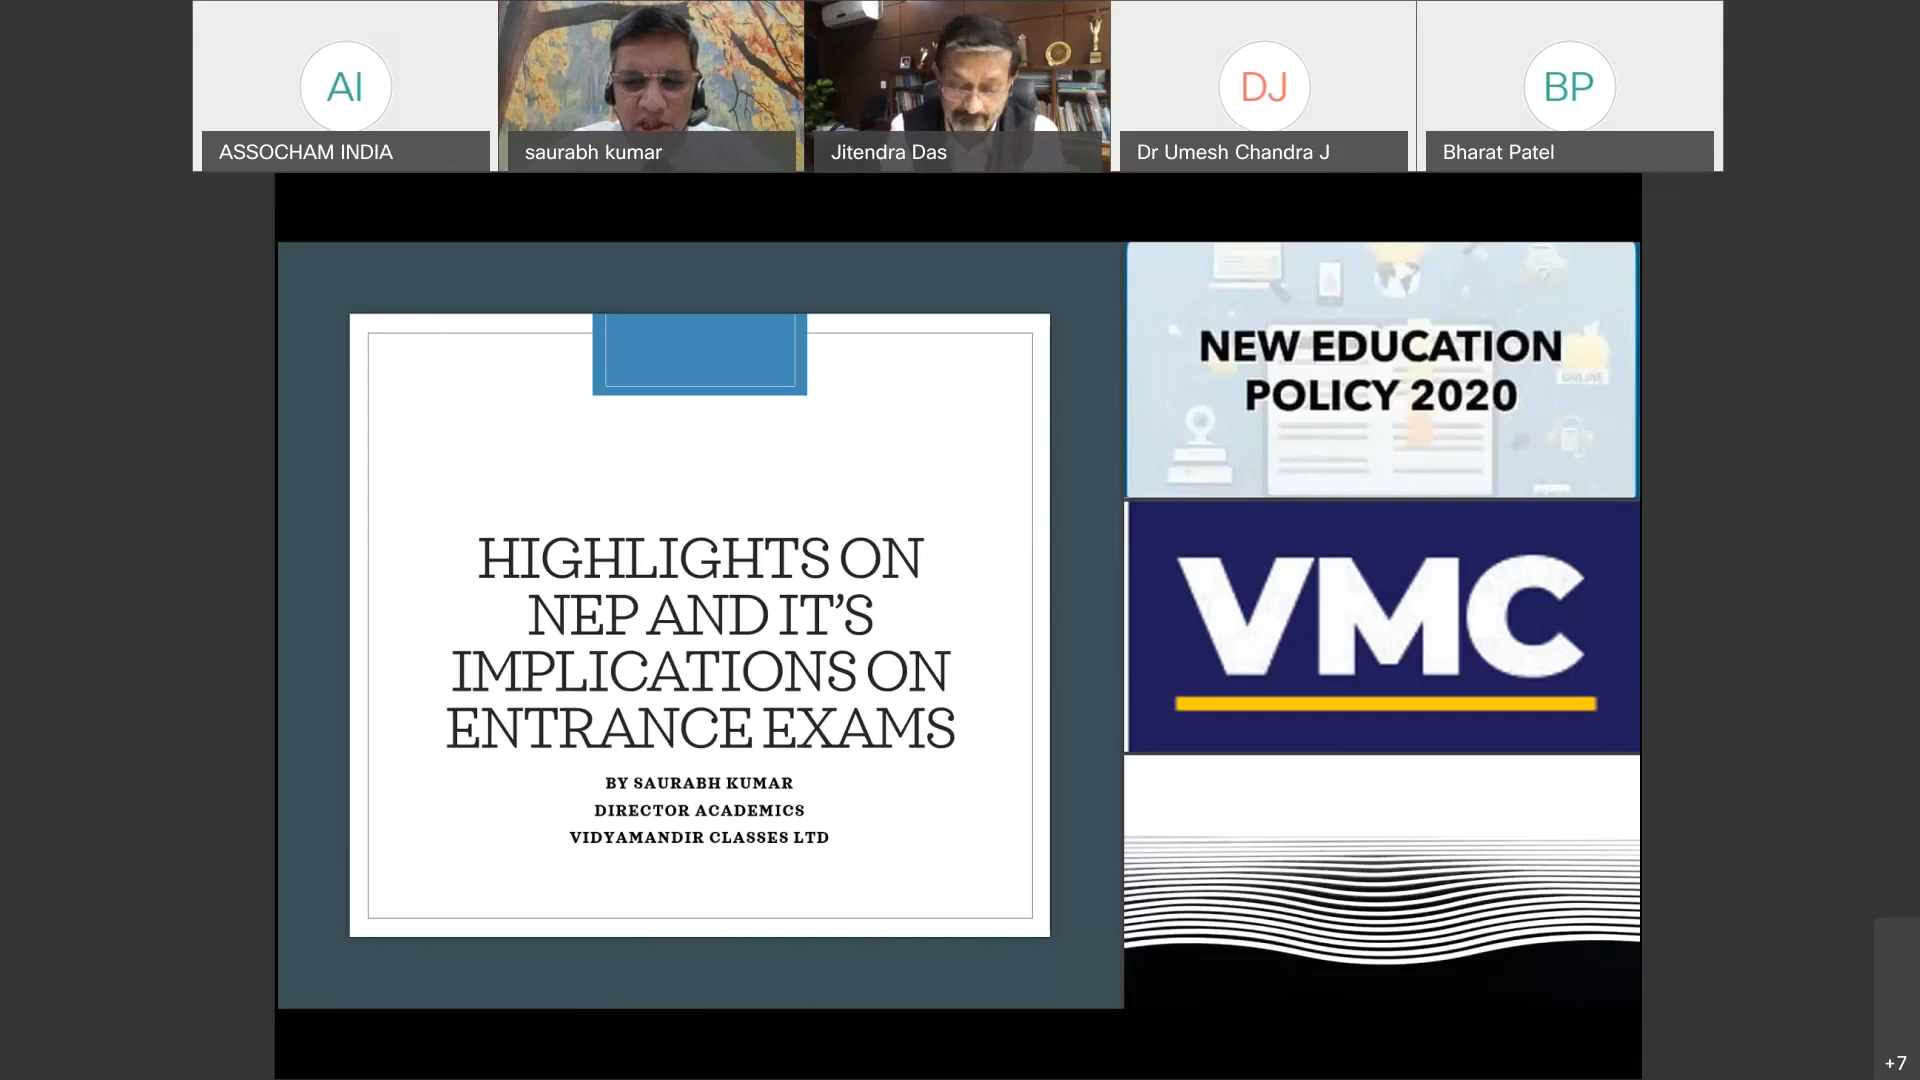 AI
DJ
BP
ASSOCHAM INDIA
saurabh kumar
Jitendra Das
Dr Umesh Chandra J
Bharat Patel
HIGHLIGHTS ON
NEP AND IT’S
IMPLICATIONS ON
ENTRANCE EXAMS
BY SAURABH KUMAR
DIRECTOR ACADEMICS
VIDYAMANDIR CLASSES LTD
NEW EDUCATION
POLICY 2020
ONLINE
VMC
+7